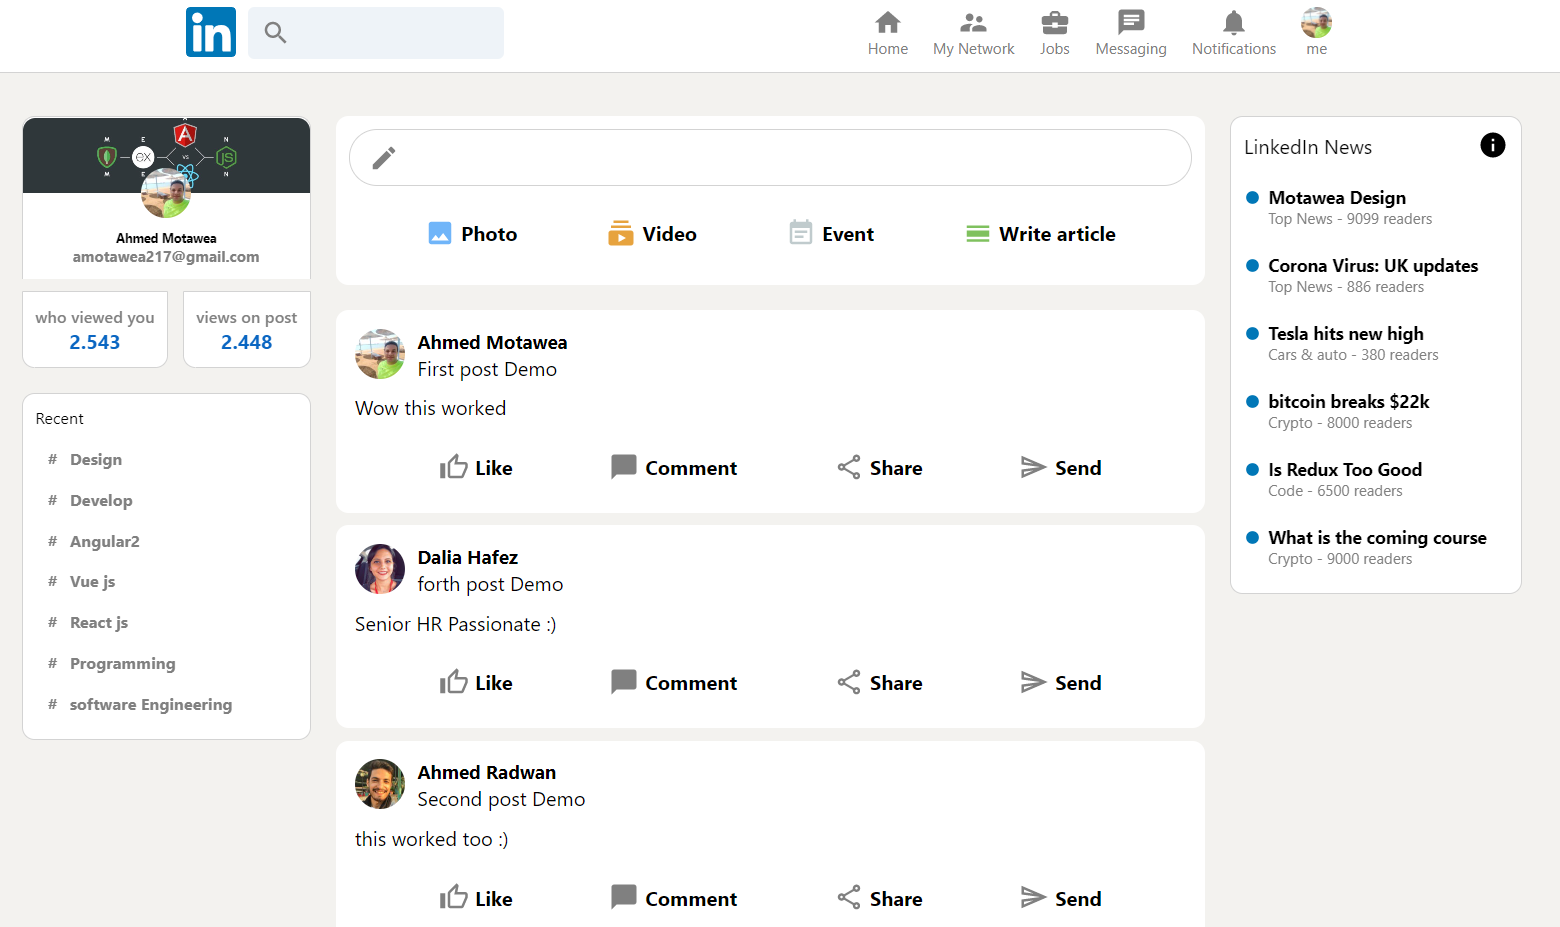 in
Home
My Network
Jobs
Messaging
Notifications
me
M E A N
ex
VS
JS
M E R N
Ahmed Motawea
amotawea217@gmail.com
who viewed you
2.543
views on post
2.448
Recent
# Design
# Develop
# Angular2
# Vue js
# React js
# Programming
# software Engineering
Photo
Video
Event
Write article
Ahmed Motawea
First post Demo
Wow this worked
Like
Comment
Share
Send
Dalia Hafez
forth post Demo
Senior HR Passionate :)
Like
Comment
Share
Send
Ahmed Radwan
Second post Demo
this worked too :)
Like
Comment
Share
Send
LinkedIn News
Motawea Design
Top News - 9099 readers
Corona Virus: UK updates
Top News - 886 readers
Tesla hits new high
Cars & auto - 380 readers
bitcoin breaks $22k
Crypto - 8000 readers
Is Redux Too Good
Code - 6500 readers
What is the coming course
Crypto - 9000 readers